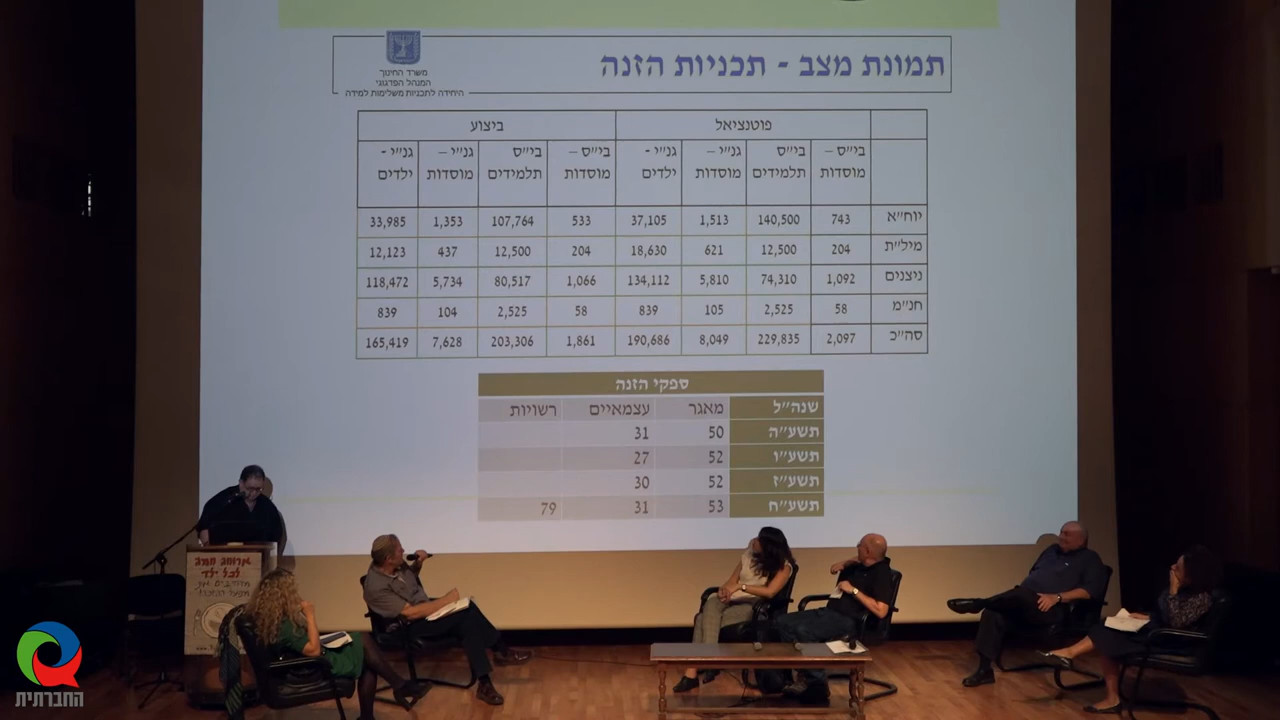 תמונת מצב - תכניות הזנה
משרד החינוך
המנהל הפדגוגי
היחידה לתכניות משלימות למידה
פוטנציאל ביצוע
בי״ס – מוסדות בי״ס תלמידים גנ״י – מוסדות גנ״י - ילדים בי״ס – מוסדות בי״ס תלמידים גנ״י – מוסדות גנ״י - ילדים
יוח״א 743 140,500 1,513 37,105 533 107,764 1,353 33,985
מיל״ת 204 12,500 621 18,630 204 12,500 437 12,123
ניצנים 1,092 74,310 5,810 134,112 1,066 80,517 5,734 118,472
חנ״מ 58 2,525 105 839 58 2,525 104 839
סה״כ 2,097 229,835 8,049 190,686 1,861 203,306 7,628 165,419
ספקי הזנה
שנה״ל מאגר עצמאיים רשויות
תשע״ה 50 31
תשע״ו 52 27
תשע״ז 52 30
תשע״ח 53 31 79
ארוחה חמה
לכל ילד
החברתית